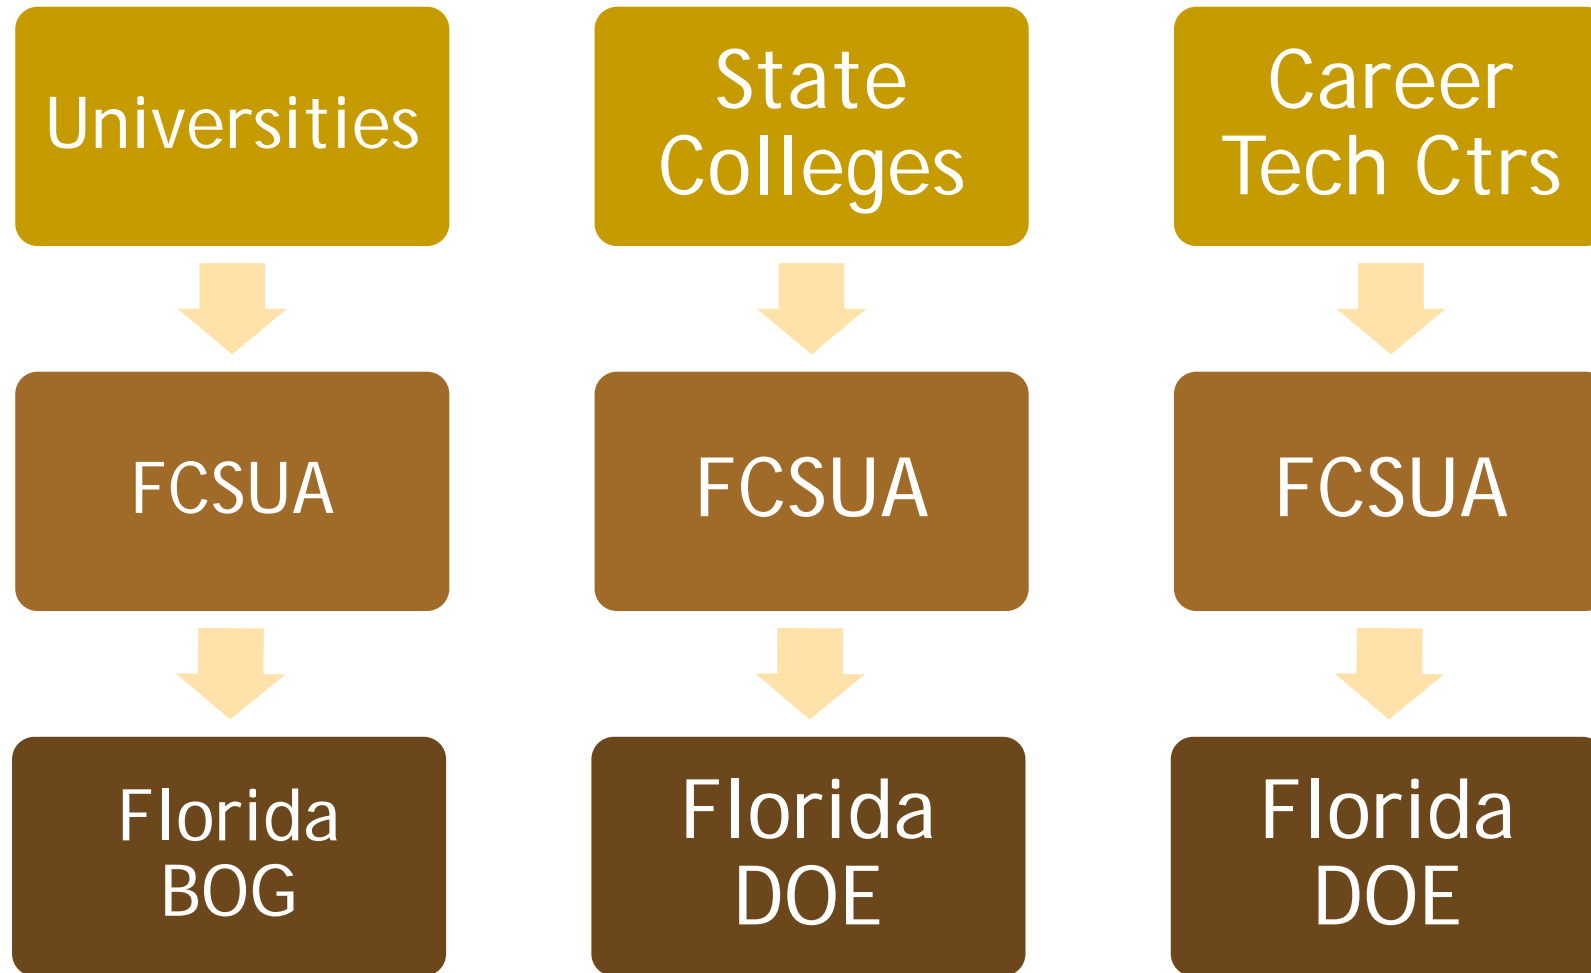 Universities
State
Colleges
Career
Tech Ctrs
FCSUA
FCSUA
FCSUA
Florida
BOG
Florida
DOE
Florida
DOE